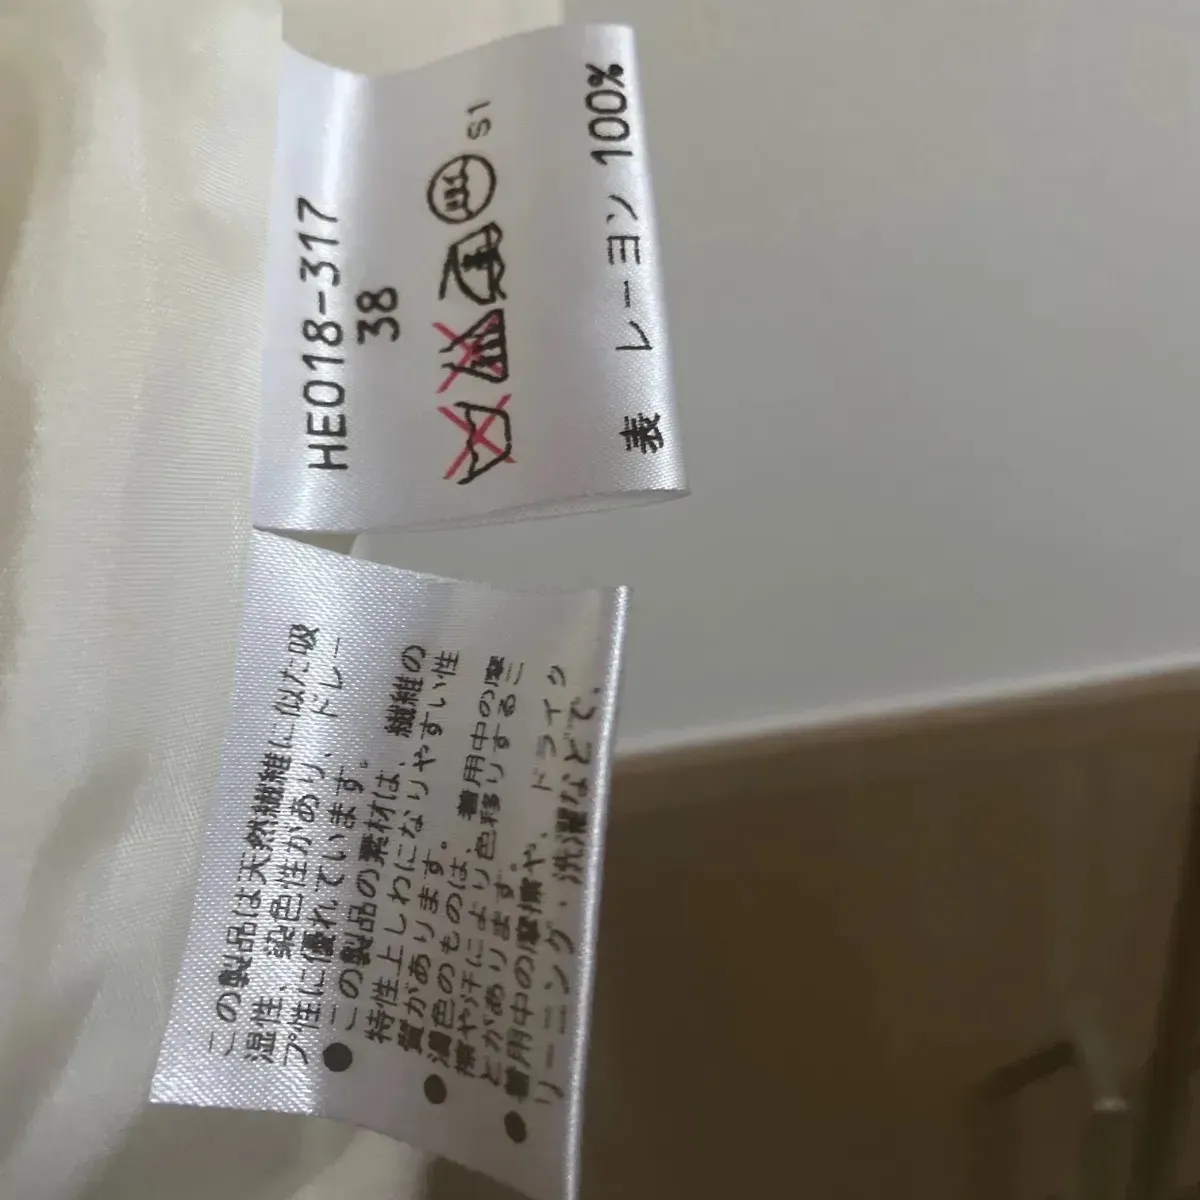 HE018-317
38
S1
表 レーヨン 100%
この製品は天然繊維に似た吸
湿性、染色性があり、ドレー
プ性に優れています。
●この製品の素材は、繊維の
特性上しわになりやすい性
質があります。
●濃色のものは、着用中の摩
擦や汗により色移りするこ
とがあります。
●着用中の摩擦や、ドライク
リーニング・洗濯などで、